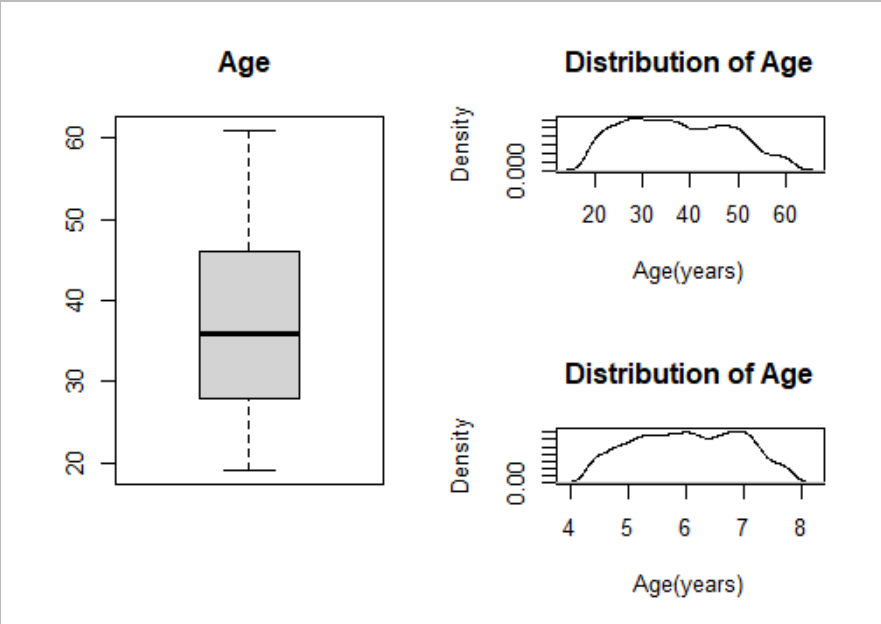 Age
60
50
40
30
20
Distribution of Age
Density
0.000
20 30 40 50 60
Age(years)
Distribution of Age
Density
0.00
4 5 6 7 8
Age(years)